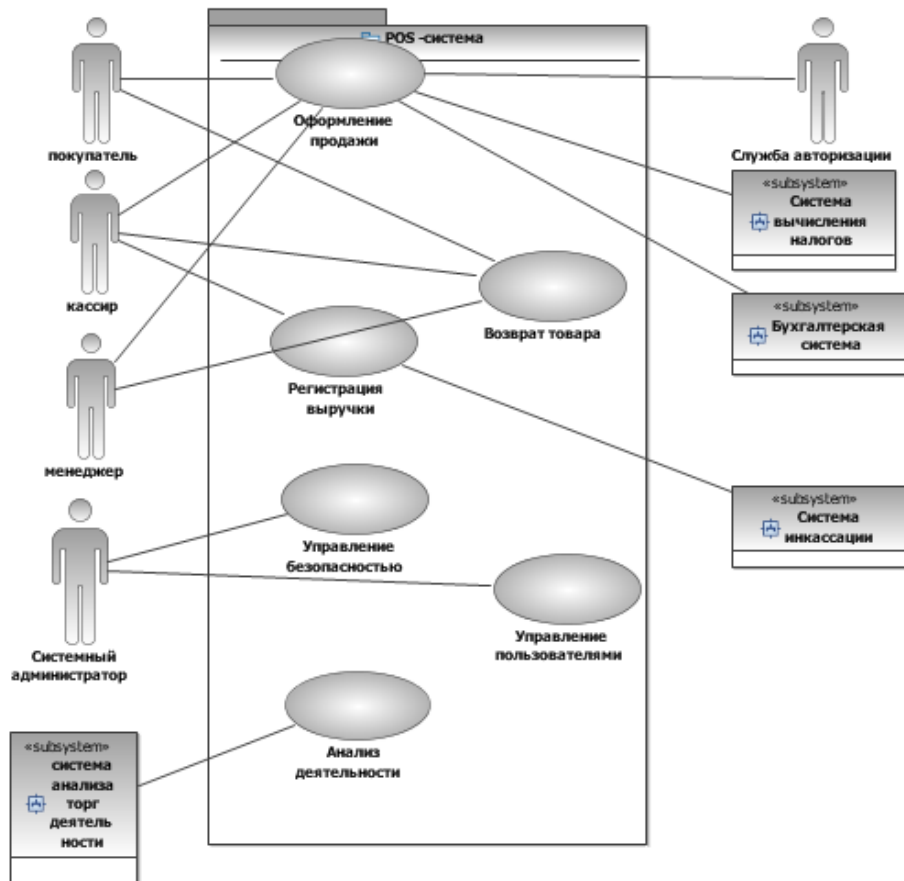 POS -система
Оформление
продажи
покупатель
Служба авторизации
«subsystem»
Система
вычисления
налогов
кассир
Возврат товара
«subsystem»
Бухгалтерская
система
Регистрация
выручки
менеджер
«subsystem»
Система
инкассации
Управление
безопасностью
Управление
пользователями
Системный
администратор
«subsystem»
система
анализа
торг
деятель
ности
Анализ
деятельности